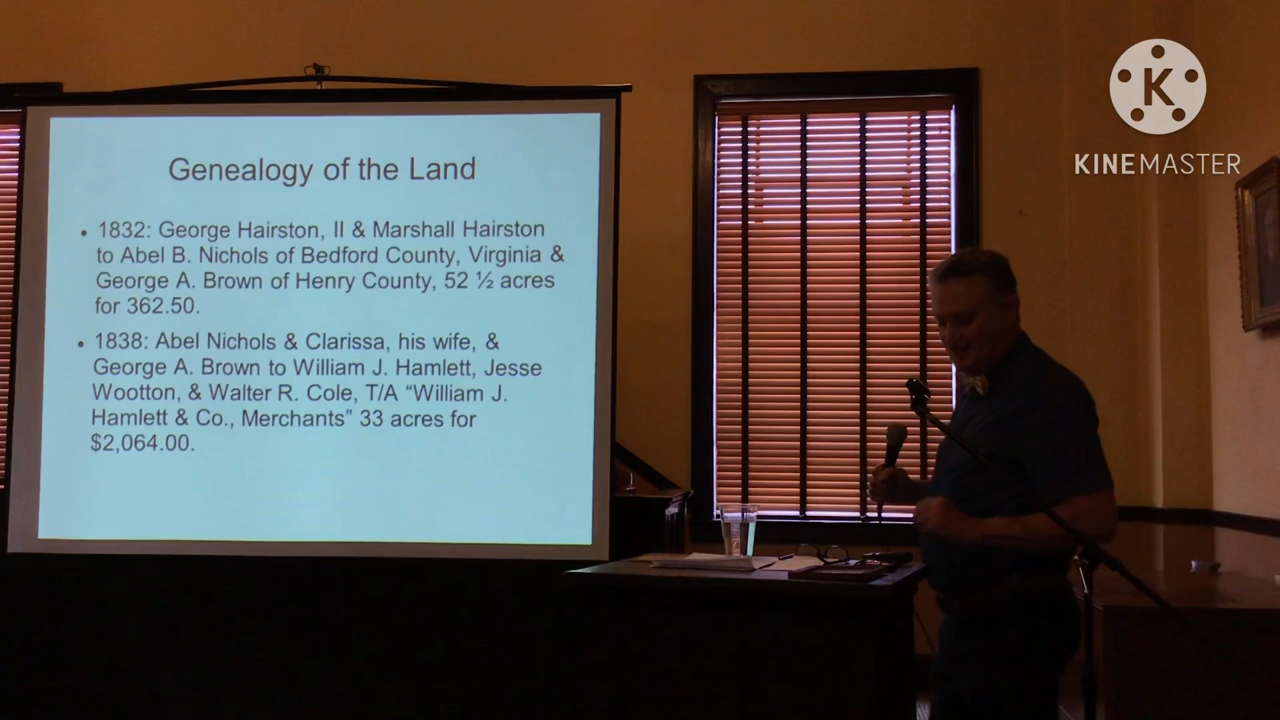 Genealogy of the Land
• 1832: George Hairston, II & Marshall Hairston
to Abel B. Nichols of Bedford County, Virginia &
George A. Brown of Henry County, 52 ½ acres
for 362.50.
• 1838: Abel Nichols & Clarissa, his wife, &
George A. Brown to William J. Hamlett, Jesse
Wootton, & Walter R. Cole, T/A “William J.
Hamlett & Co., Merchants” 33 acres for
$2,064.00.
K
KINEMASTER